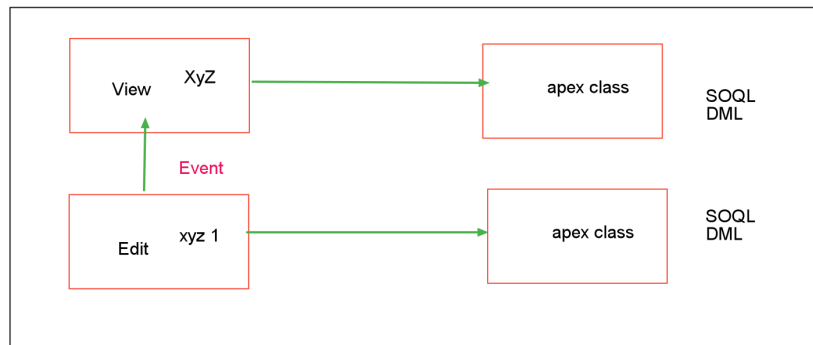 View XyZ
apex class
SOQL
DML
Event
Edit xyz 1
apex class
SOQL
DML